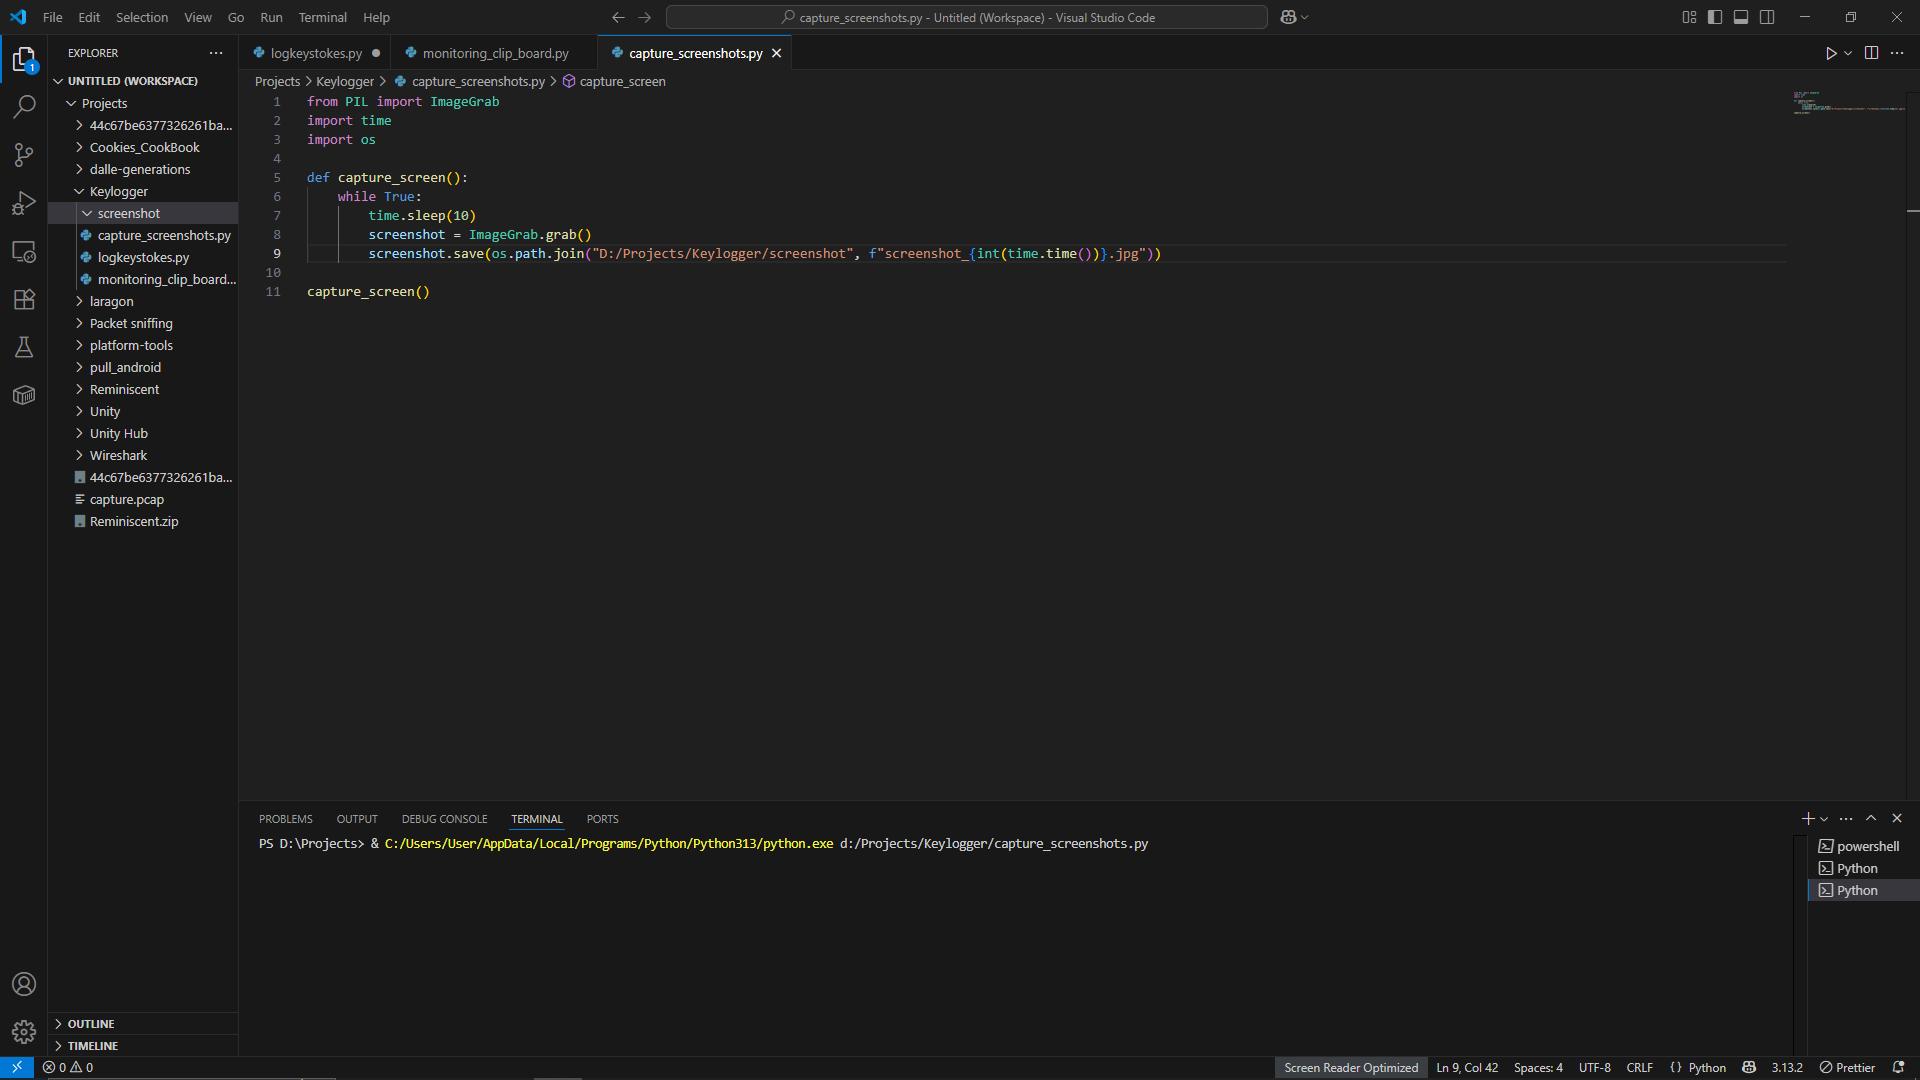 File Edit Selection View Go Run Terminal Help
capture_screenshots.py - Untitled (Workspace) - Visual Studio Code
EXPLORER
logkeystokes.py
monitoring_clip_board.py
capture_screenshots.py
UNTITLED (WORKSPACE)
Projects
44c67be6377326261ba...
Cookies_CookBook
dalle-generations
Keylogger
screenshot
capture_screenshots.py
logkeystokes.py
monitoring_clip_board...
laragon
Packet sniffing
platform-tools
pull_android
Reminiscent
Unity
Unity Hub
Wireshark
44c67be6377326261ba...
capture.pcap
Reminiscent.zip
OUTLINE
TIMELINE
Projects > Keylogger > capture_screenshots.py > capture_screen
1 from PIL import ImageGrab
2 import time
3 import os
4
5 def capture_screen():
6     while True:
7         time.sleep(10)
8         screenshot = ImageGrab.grab()
9         screenshot.save(os.path.join("D:/Projects/Keylogger/screenshot", f"screenshot_{int(time.time())}.jpg"))
10
11 capture_screen()
PROBLEMS OUTPUT DEBUG CONSOLE TERMINAL PORTS
PS D:\Projects> & C:/Users/User/AppData/Local/Programs/Python/Python313/python.exe d:/Projects/Keylogger/capture_screenshots.py
powershell
Python
Python
1
0 0
Screen Reader Optimized Ln 9, Col 42 Spaces: 4 UTF-8 CRLF {} Python 3.13.2 Prettier